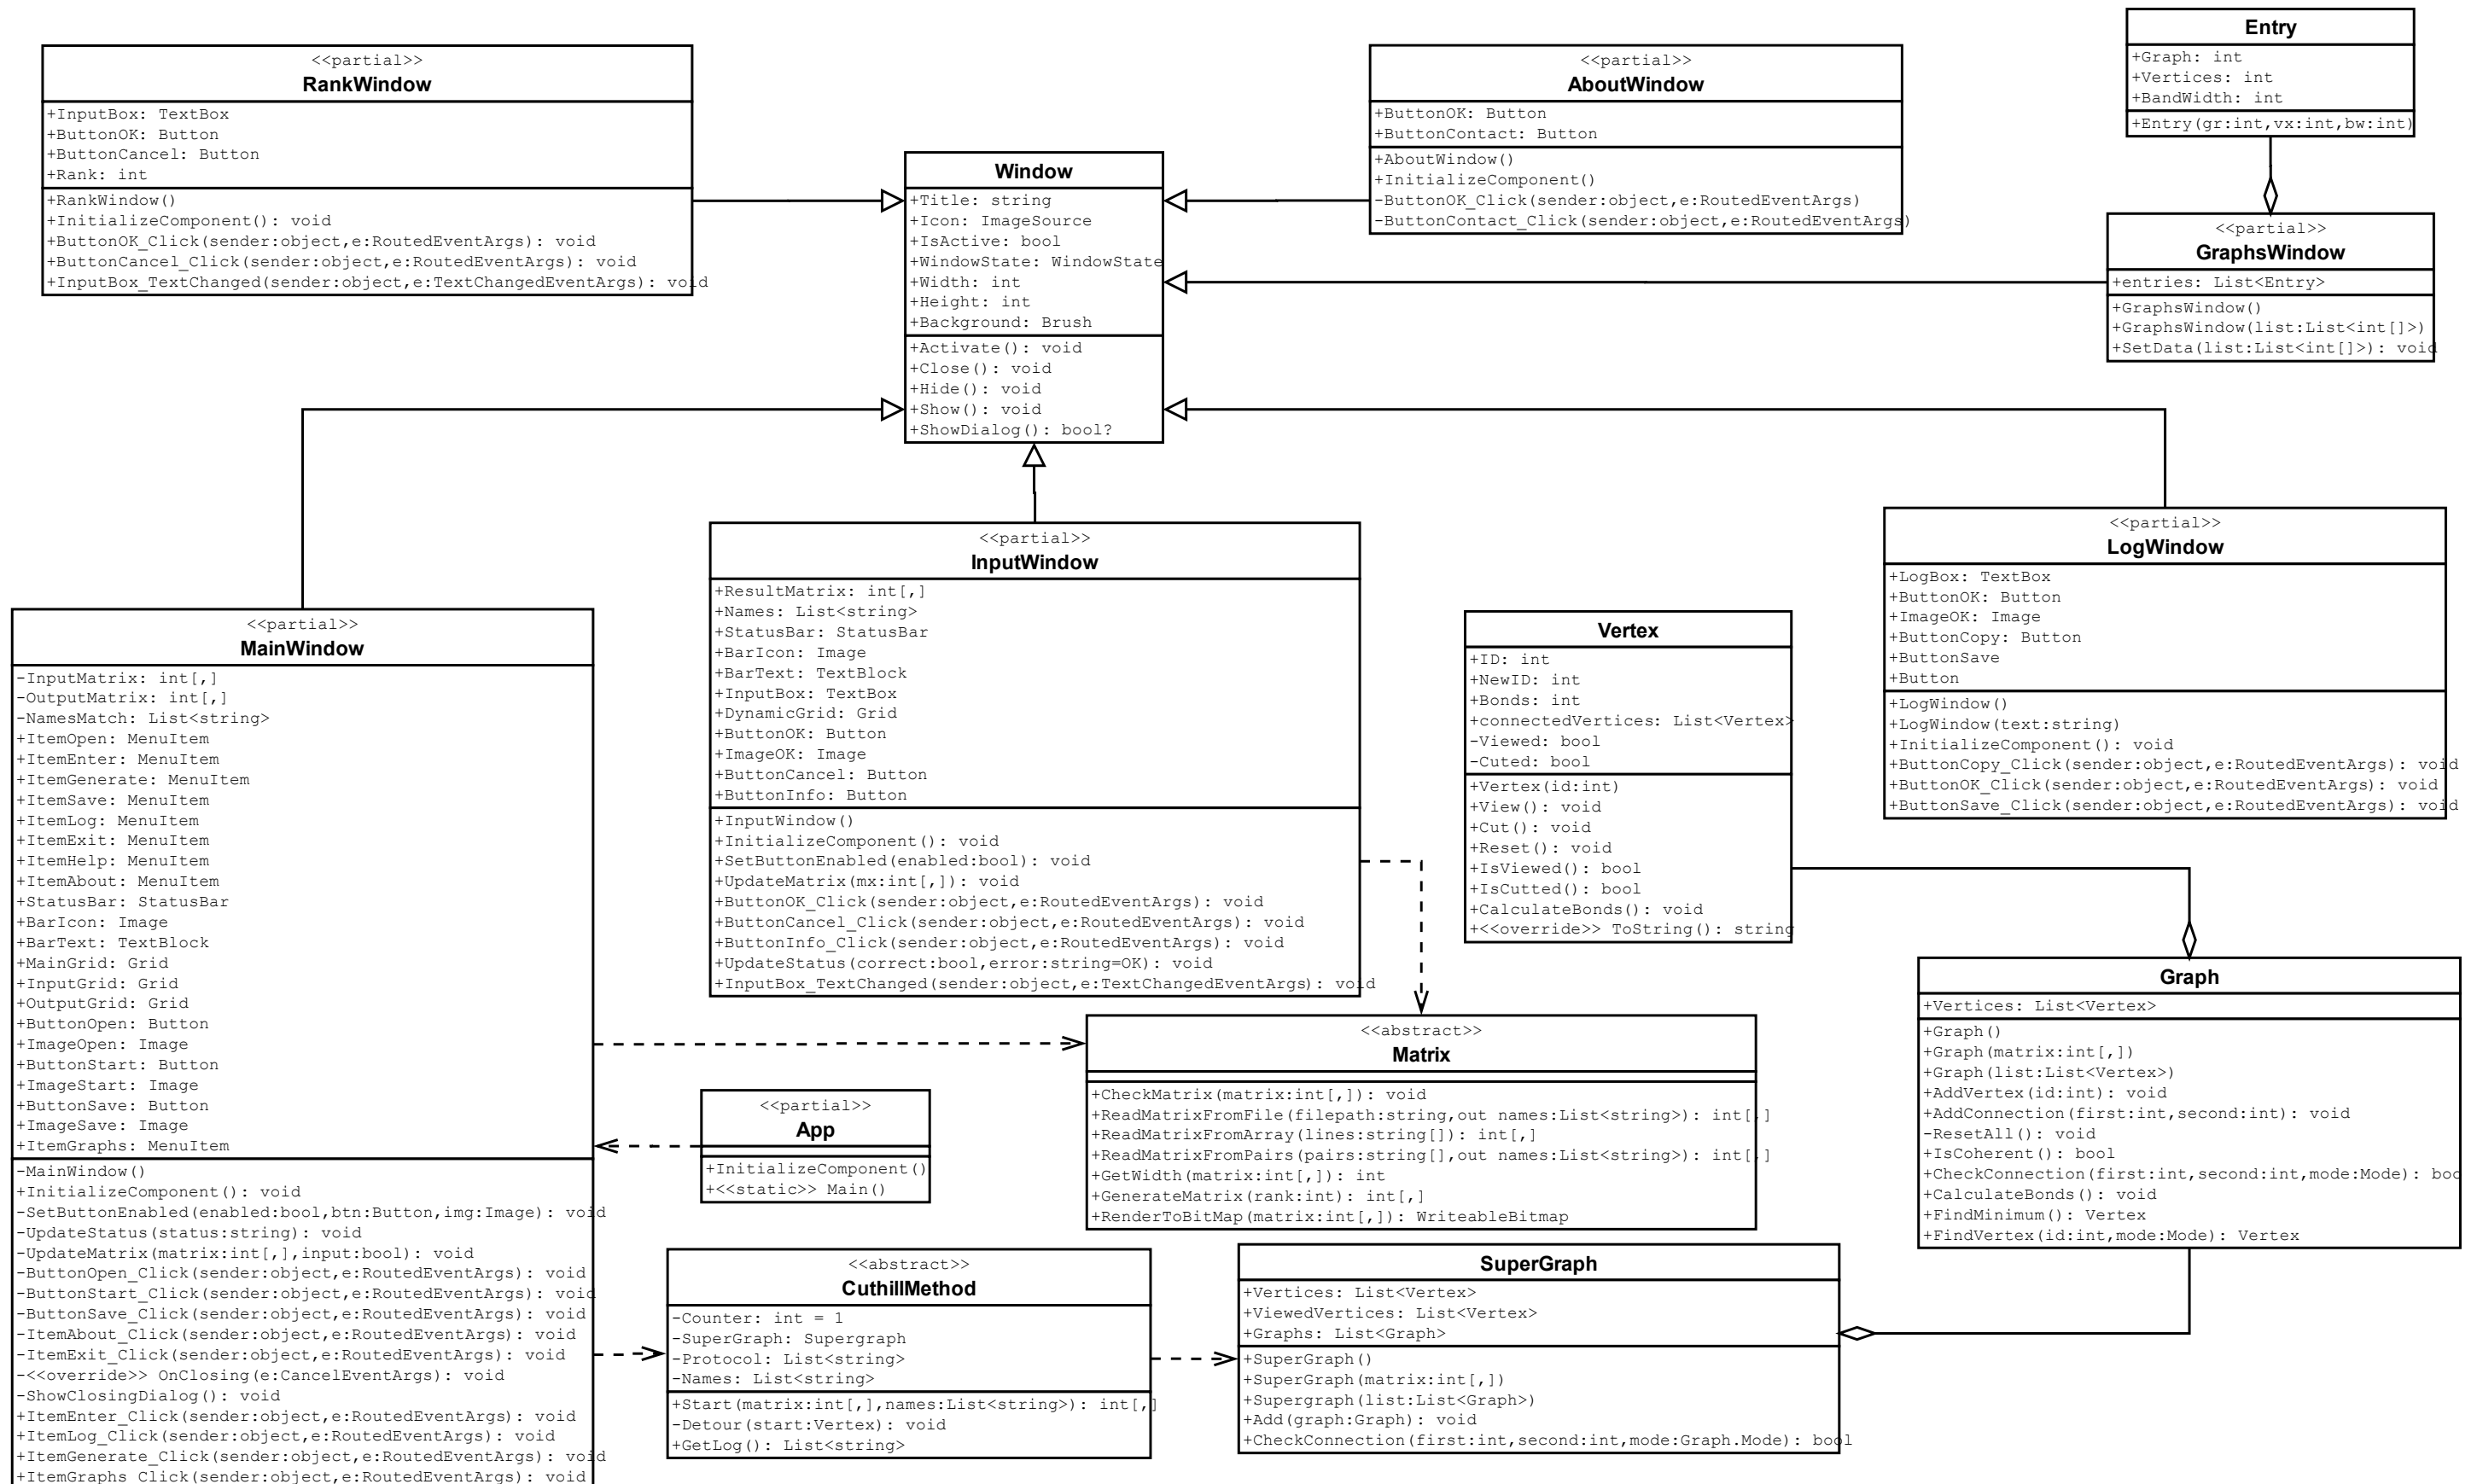 <<partial>>
RankWindow
+InputBox: TextBox
+ButtonOK: Button
+ButtonCancel: Button
+Rank: int
+RankWindow()
+InitializeComponent(): void
+ButtonOK_Click(sender:object,e:RoutedEventArgs): void
+ButtonCancel_Click(sender:object,e:RoutedEventArgs): void
+InputBox_TextChanged(sender:object,e:TextChangedEventArgs): void
Window
+Title: string
+Icon: ImageSource
+IsActive: bool
+WindowState: WindowState
+Width: int
+Height: int
+Background: Brush
+Activate(): void
+Close(): void
+Hide(): void
+Show(): void
+ShowDialog(): bool?
<<partial>>
AboutWindow
+ButtonOK: Button
+ButtonContact: Button
+AboutWindow()
+InitializeComponent()
-ButtonOK_Click(sender:object,e:RoutedEventArgs)
-ButtonContact_Click(sender:object,e:RoutedEventArgs)
Entry
+Graph: int
+Vertices: int
+BandWidth: int
+Entry(gr:int,vx:int,bw:int)
<<partial>>
GraphsWindow
+entries: List<Entry>
+GraphsWindow()
+GraphsWindow(list:List<int[]>)
+SetData(list:List<int[]>): void
<<partial>>
MainWindow
-InputMatrix: int[,]
-OutputMatrix: int[,]
-NamesMatch: List<string>
+ItemOpen: MenuItem
+ItemEnter: MenuItem
+ItemGenerate: MenuItem
+ItemSave: MenuItem
+ItemLog: MenuItem
+ItemExit: MenuItem
+ItemHelp: MenuItem
+ItemAbout: MenuItem
+StatusBar: StatusBar
+BarIcon: Image
+BarText: TextBlock
+MainGrid: Grid
+InputGrid: Grid
+OutputGrid: Grid
+ButtonOpen: Button
+ImageOpen: Image
+ButtonStart: Button
+ImageStart: Image
+ButtonSave: Button
+ImageSave: Image
+ItemGraphs: MenuItem
-MainWindow()
+InitializeComponent(): void
-SetButtonEnabled(enabled:bool,btn:Button,img:Image): void
-UpdateStatus(status:string): void
-UpdateMatrix(matrix:int[,],input:bool): void
-ButtonOpen_Click(sender:object,e:RoutedEventArgs): void
-ButtonStart_Click(sender:object,e:RoutedEventArgs): void
-ButtonSave_Click(sender:object,e:RoutedEventArgs): void
-ItemAbout_Click(sender:object,e:RoutedEventArgs): void
-ItemExit_Click(sender:object,e:RoutedEventArgs): void
-<<override>> OnClosing(e:CancelEventArgs): void
-ShowClosingDialog(): void
+ItemEnter_Click(sender:object,e:RoutedEventArgs): void
+ItemLog_Click(sender:object,e:RoutedEventArgs): void
+ItemGenerate_Click(sender:object,e:RoutedEventArgs): void
+ItemGraphs_Click(sender:object,e:RoutedEventArgs): void
<<partial>>
InputWindow
+ResultMatrix: int[,]
+Names: List<string>
+StatusBar: StatusBar
+BarIcon: Image
+BarText: TextBlock
+InputBox: TextBox
+DynamicGrid: Grid
+ButtonOK: Button
+ImageOK: Image
+ButtonCancel: Button
+ButtonInfo: Button
+InputWindow()
+InitializeComponent(): void
+SetButtonEnabled(enabled:bool): void
+UpdateMatrix(mx:int[,]): void
+ButtonOK_Click(sender:object,e:RoutedEventArgs): void
+ButtonCancel_Click(sender:object,e:RoutedEventArgs): void
+ButtonInfo_Click(sender:object,e:RoutedEventArgs): void
+UpdateStatus(correct:bool,error:string=OK): void
+InputBox_TextChanged(sender:object,e:TextChangedEventArgs): void
Vertex
+ID: int
+NewID: int
+Bonds: int
+connectedVertices: List<Vertex>
-Viewed: bool
-Cuted: bool
+Vertex(id:int)
+View(): void
+Cut(): void
+Reset(): void
+IsViewed(): bool
+IsCutted(): bool
+CalculateBonds(): void
+<<override>> ToString(): string
<<partial>>
LogWindow
+LogBox: TextBox
+ButtonOK: Button
+ImageOK: Image
+ButtonCopy: Button
+ButtonSave
+Button
+LogWindow()
+LogWindow(text:string)
+InitializeComponent(): void
+ButtonCopy_Click(sender:object,e:RoutedEventArgs): void
+ButtonOK_Click(sender:object,e:RoutedEventArgs): void
+ButtonSave_Click(sender:object,e:RoutedEventArgs): void
Graph
+Vertices: List<Vertex>
+Graph()
+Graph(matrix:int[,])
+Graph(list:List<Vertex>)
+AddVertex(id:int): void
+AddConnection(first:int,second:int): void
-ResetAll(): void
+IsCoherent(): bool
+CheckConnection(first:int,second:int,mode:Mode): boo
+CalculateBonds(): void
+FindMinimum(): Vertex
+FindVertex(id:int,mode:Mode): Vertex
<<abstract>>
Matrix
+CheckMatrix(matrix:int[,]): void
+ReadMatrixFromFile(filepath:string,out names:List<string>): int[,]
+ReadMatrixFromArray(lines:string[]): int[,]
+ReadMatrixFromPairs(pairs:string[],out names:List<string>): int[,]
+GetWidth(matrix:int[,]): int
+GenerateMatrix(rank:int): int[,]
+RenderToBitMap(matrix:int[,]): WriteableBitmap
<<partial>>
App
+InitializeComponent()
+<<static>> Main()
<<abstract>>
CuthillMethod
-Counter: int = 1
-SuperGraph: Supergraph
-Protocol: List<string>
-Names: List<string>
+Start(matrix:int[,],names:List<string>): int[,]
-Detour(start:Vertex): void
+GetLog(): List<string>
SuperGraph
+Vertices: List<Vertex>
+ViewedVertices: List<Vertex>
+Graphs: List<Graph>
+SuperGraph()
+SuperGraph(matrix:int[,])
+Supergraph(list:List<Graph>)
+Add(graph:Graph): void
+CheckConnection(first:int,second:int,mode:Graph.Mode): bool